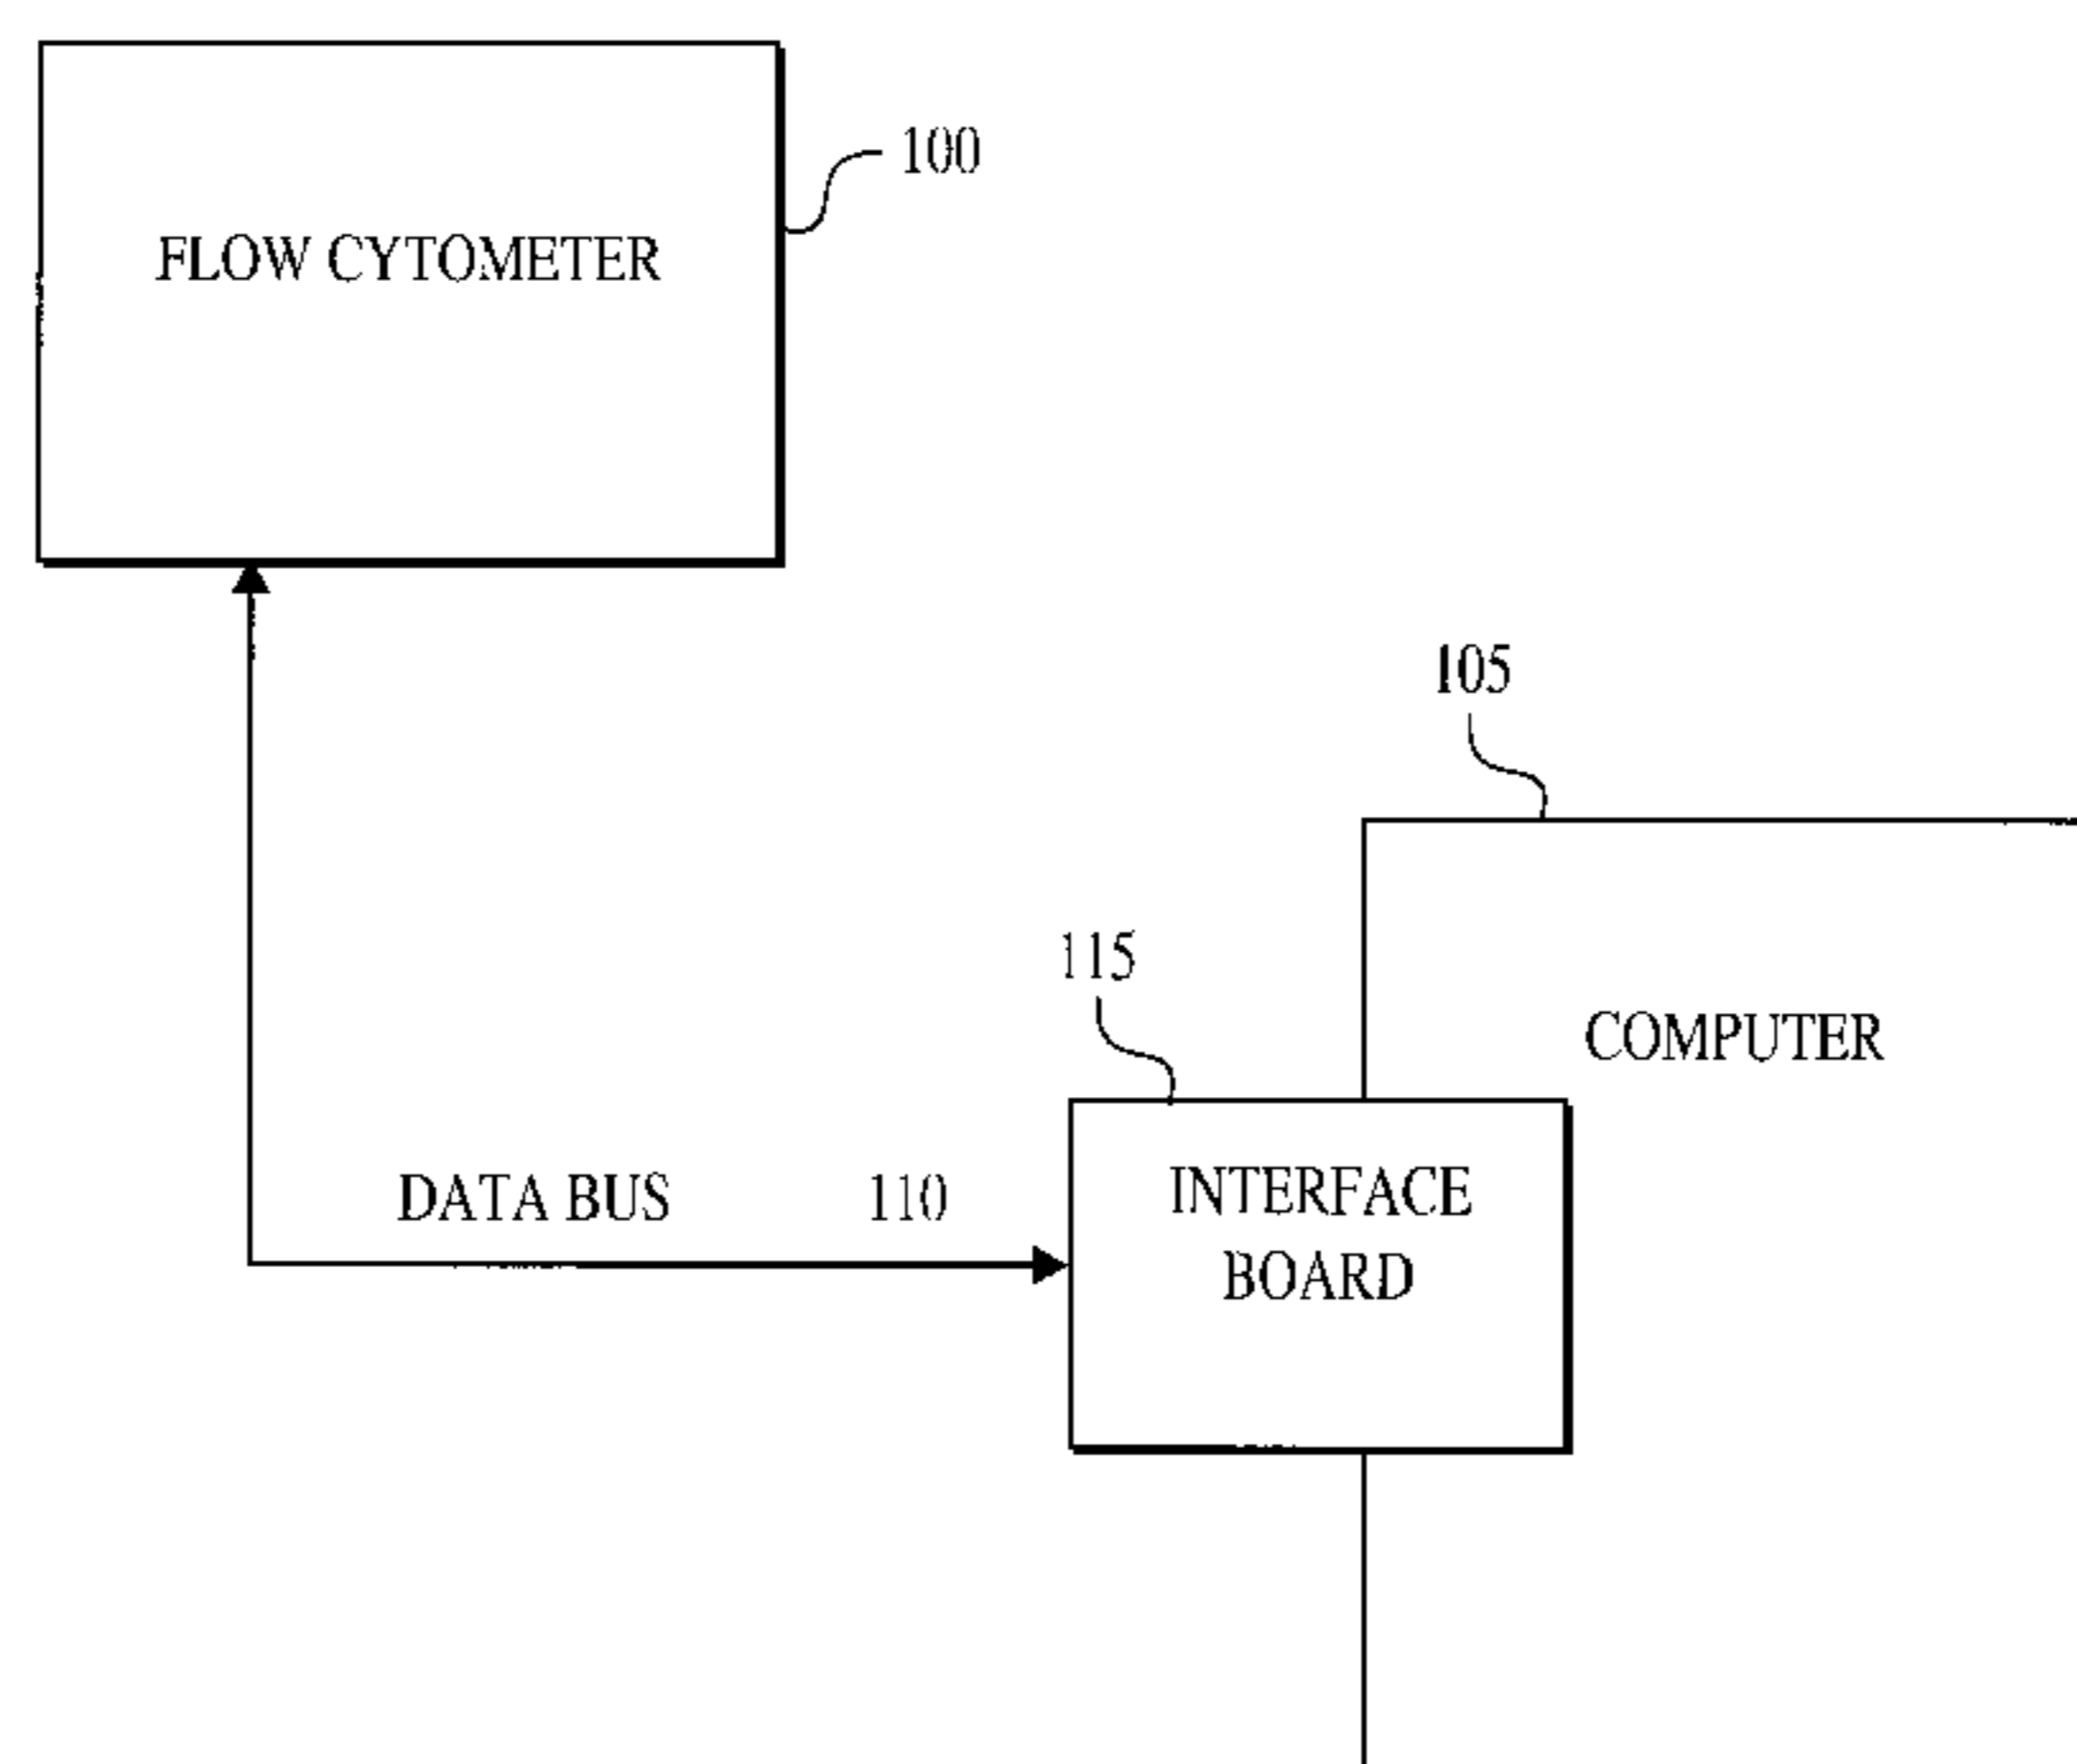 100
FLOW CYTOMETER
105
115
COMPUTER
DATA BUS 110
INTERFACE
BOARD